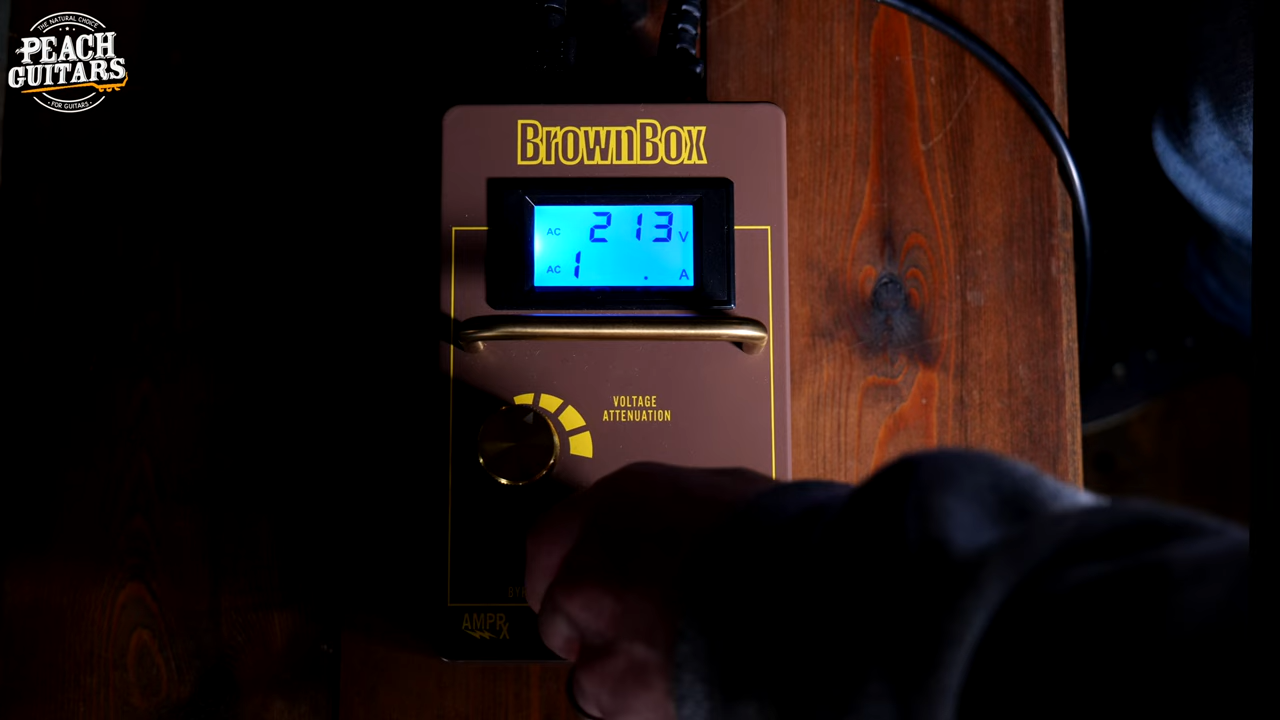 THE NATURAL CHOICE
PEACH
GUITARS
FOR GUITARS
BrownBox
AC 213 V
AC 1 . A
VOLTAGE
ATTENUATION
AMPRX